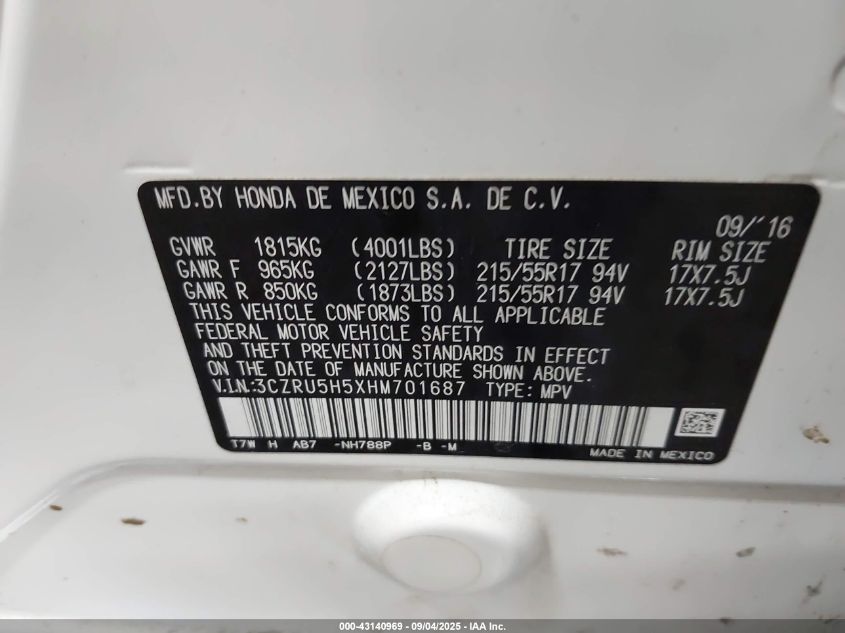 MFD.BY HONDA DE MEXICO S.A. DE C.V.
09/'16
GVWR 1815KG (4001LBS) TIRE SIZE RIM SIZE
GAWR F 965KG (2127LBS) 215/55R17 94V 17X7.5J
GAWR R 850KG (1873LBS) 215/55R17 94V 17X7.5J
THIS VEHICLE CONFORMS TO ALL APPLICABLE
FEDERAL MOTOR VEHICLE SAFETY
AND THEFT PREVENTION STANDARDS IN EFFECT
ON THE DATE OF MANUFACTURE SHOWN ABOVE.
V.I.N.:3CZRU5H5XHM701687 TYPE: MPV
T7W H AB7 -NH788P -B -M
MADE IN MEXICO
000-43140969 | 09/04/2025 - IAA Inc.